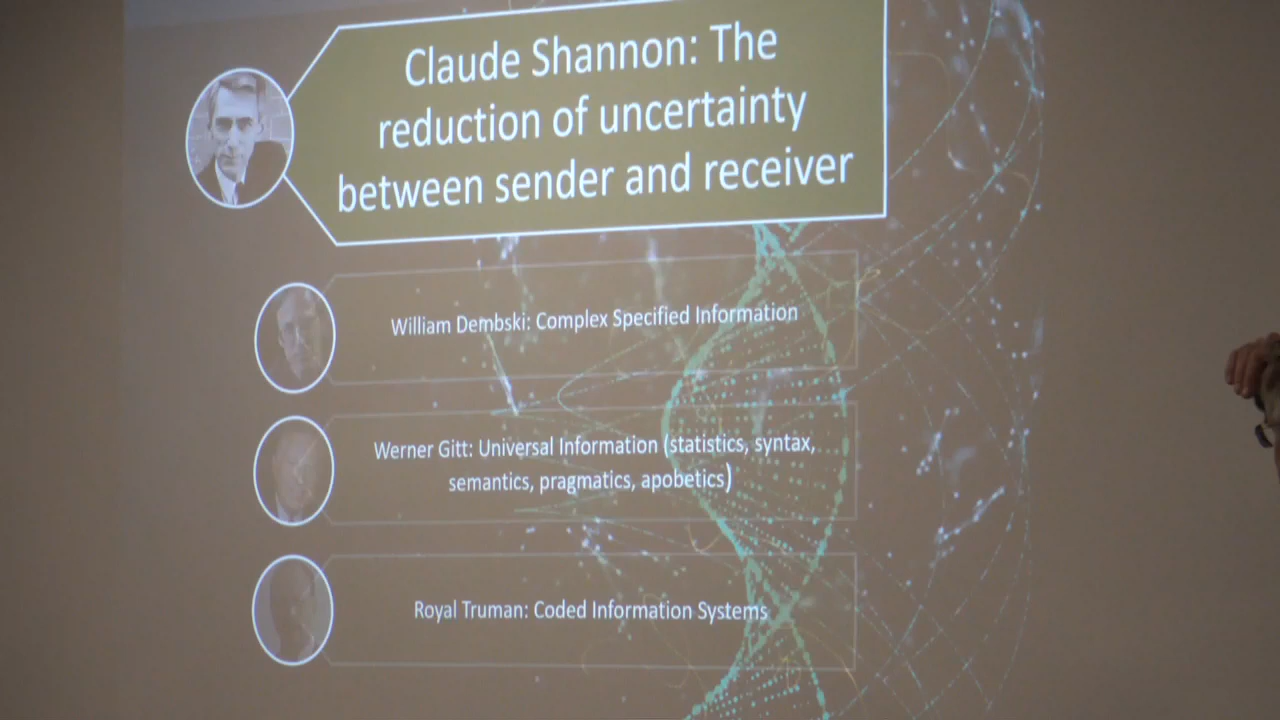 Claude Shannon: The
reduction of uncertainty
between sender and receiver
William Dembski: Complex Specified Information
Werner Gitt: Universal Information (statistics, syntax,
semantics, pragmatics, apobetics)
Royal Truman: Coded Information Systems